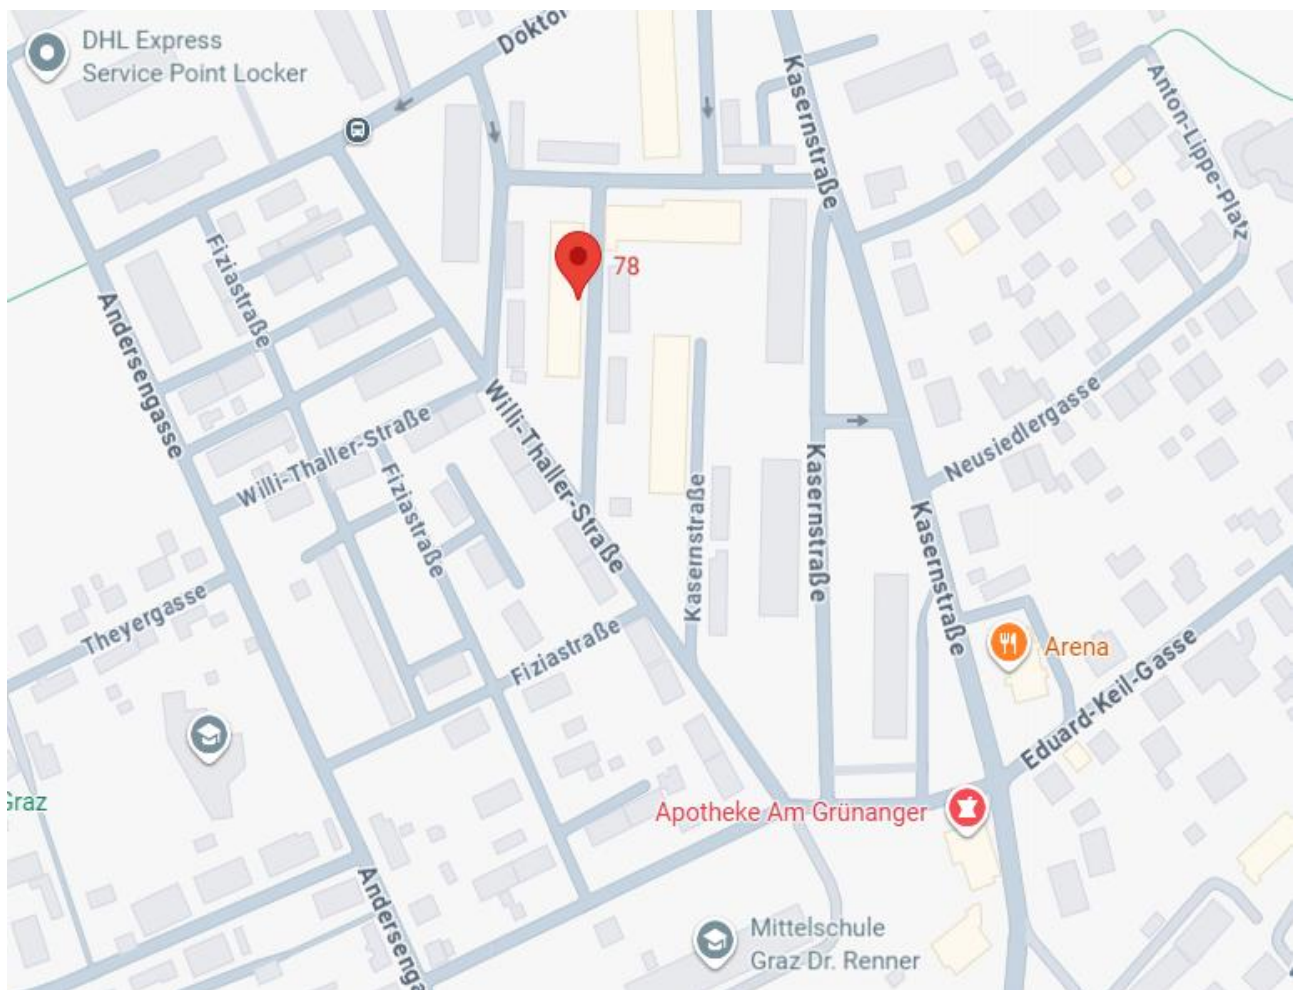 DHL Express
Service Point Locker
Doktor
Kasernstraße
Anton-Lippe-Platz
Fiziastraße
78
Andersengasse
Willi-Thaller-Straße
Willi-Thaller-Straße
Fiziastraße
Neusiedlergasse
Kasernstraße
Kasernstraße
Kasernstraße
Theyergasse
Fiziastraße
Arena
Eduard-Keil-Gasse
Graz
Apotheke Am Grünanger
Andersenga
Mittelschule
Graz Dr. Renner